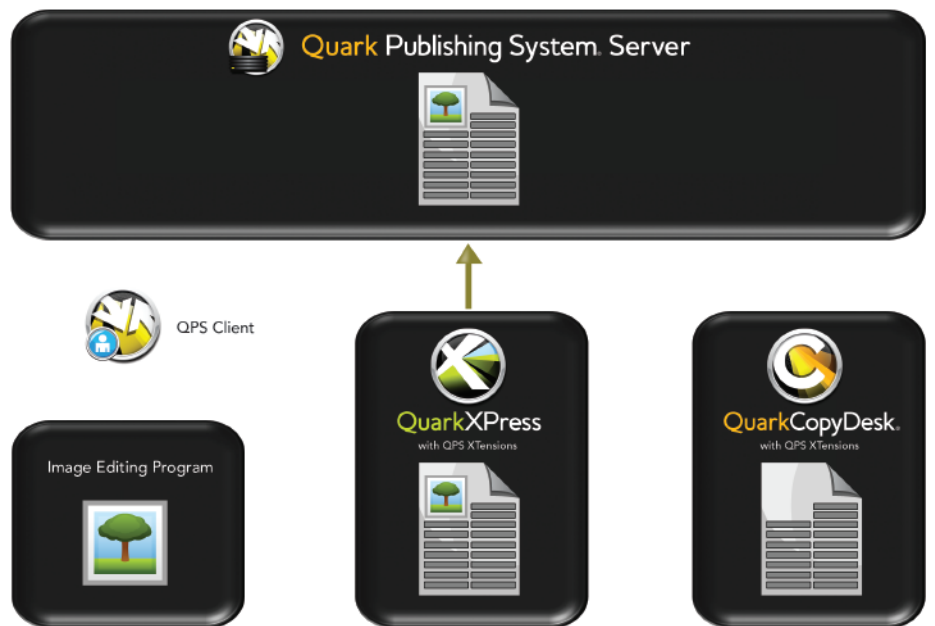 Quark Publishing System. Server
QPS Client
Image Editing Program
QuarkXPress
with QPS XTensions
QuarkCopyDesk.
with QPS XTensions